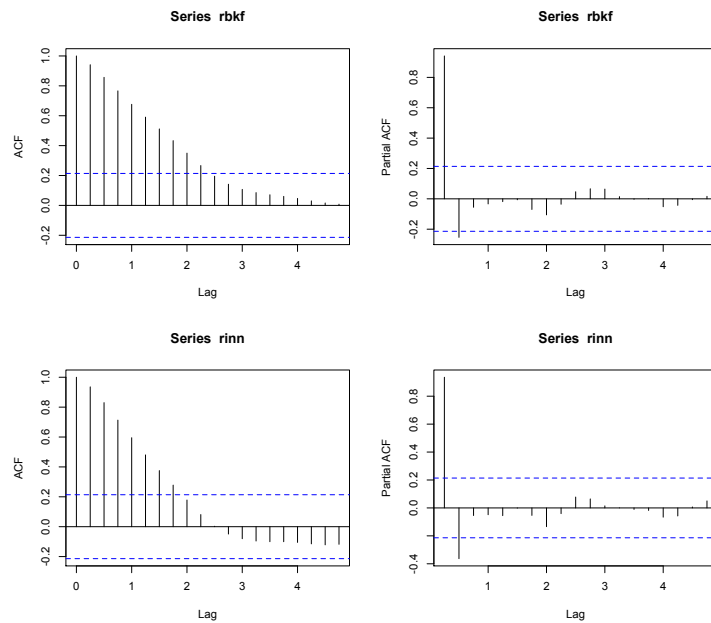 Series rbkf
ACF
1.0
0.8
0.6
0.4
0.2
0.0
-0.2
0 1 2 3 4
Lag
Series rbkf
Partial ACF
0.8
0.6
0.4
0.2
0.0
-0.2
1 2 3 4
Lag
Series rinn
ACF
1.0
0.8
0.6
0.4
0.2
0.0
-0.2
0 1 2 3 4
Lag
Series rinn
Partial ACF
0.8
0.6
0.4
0.2
0.0
-0.4
1 2 3 4
Lag